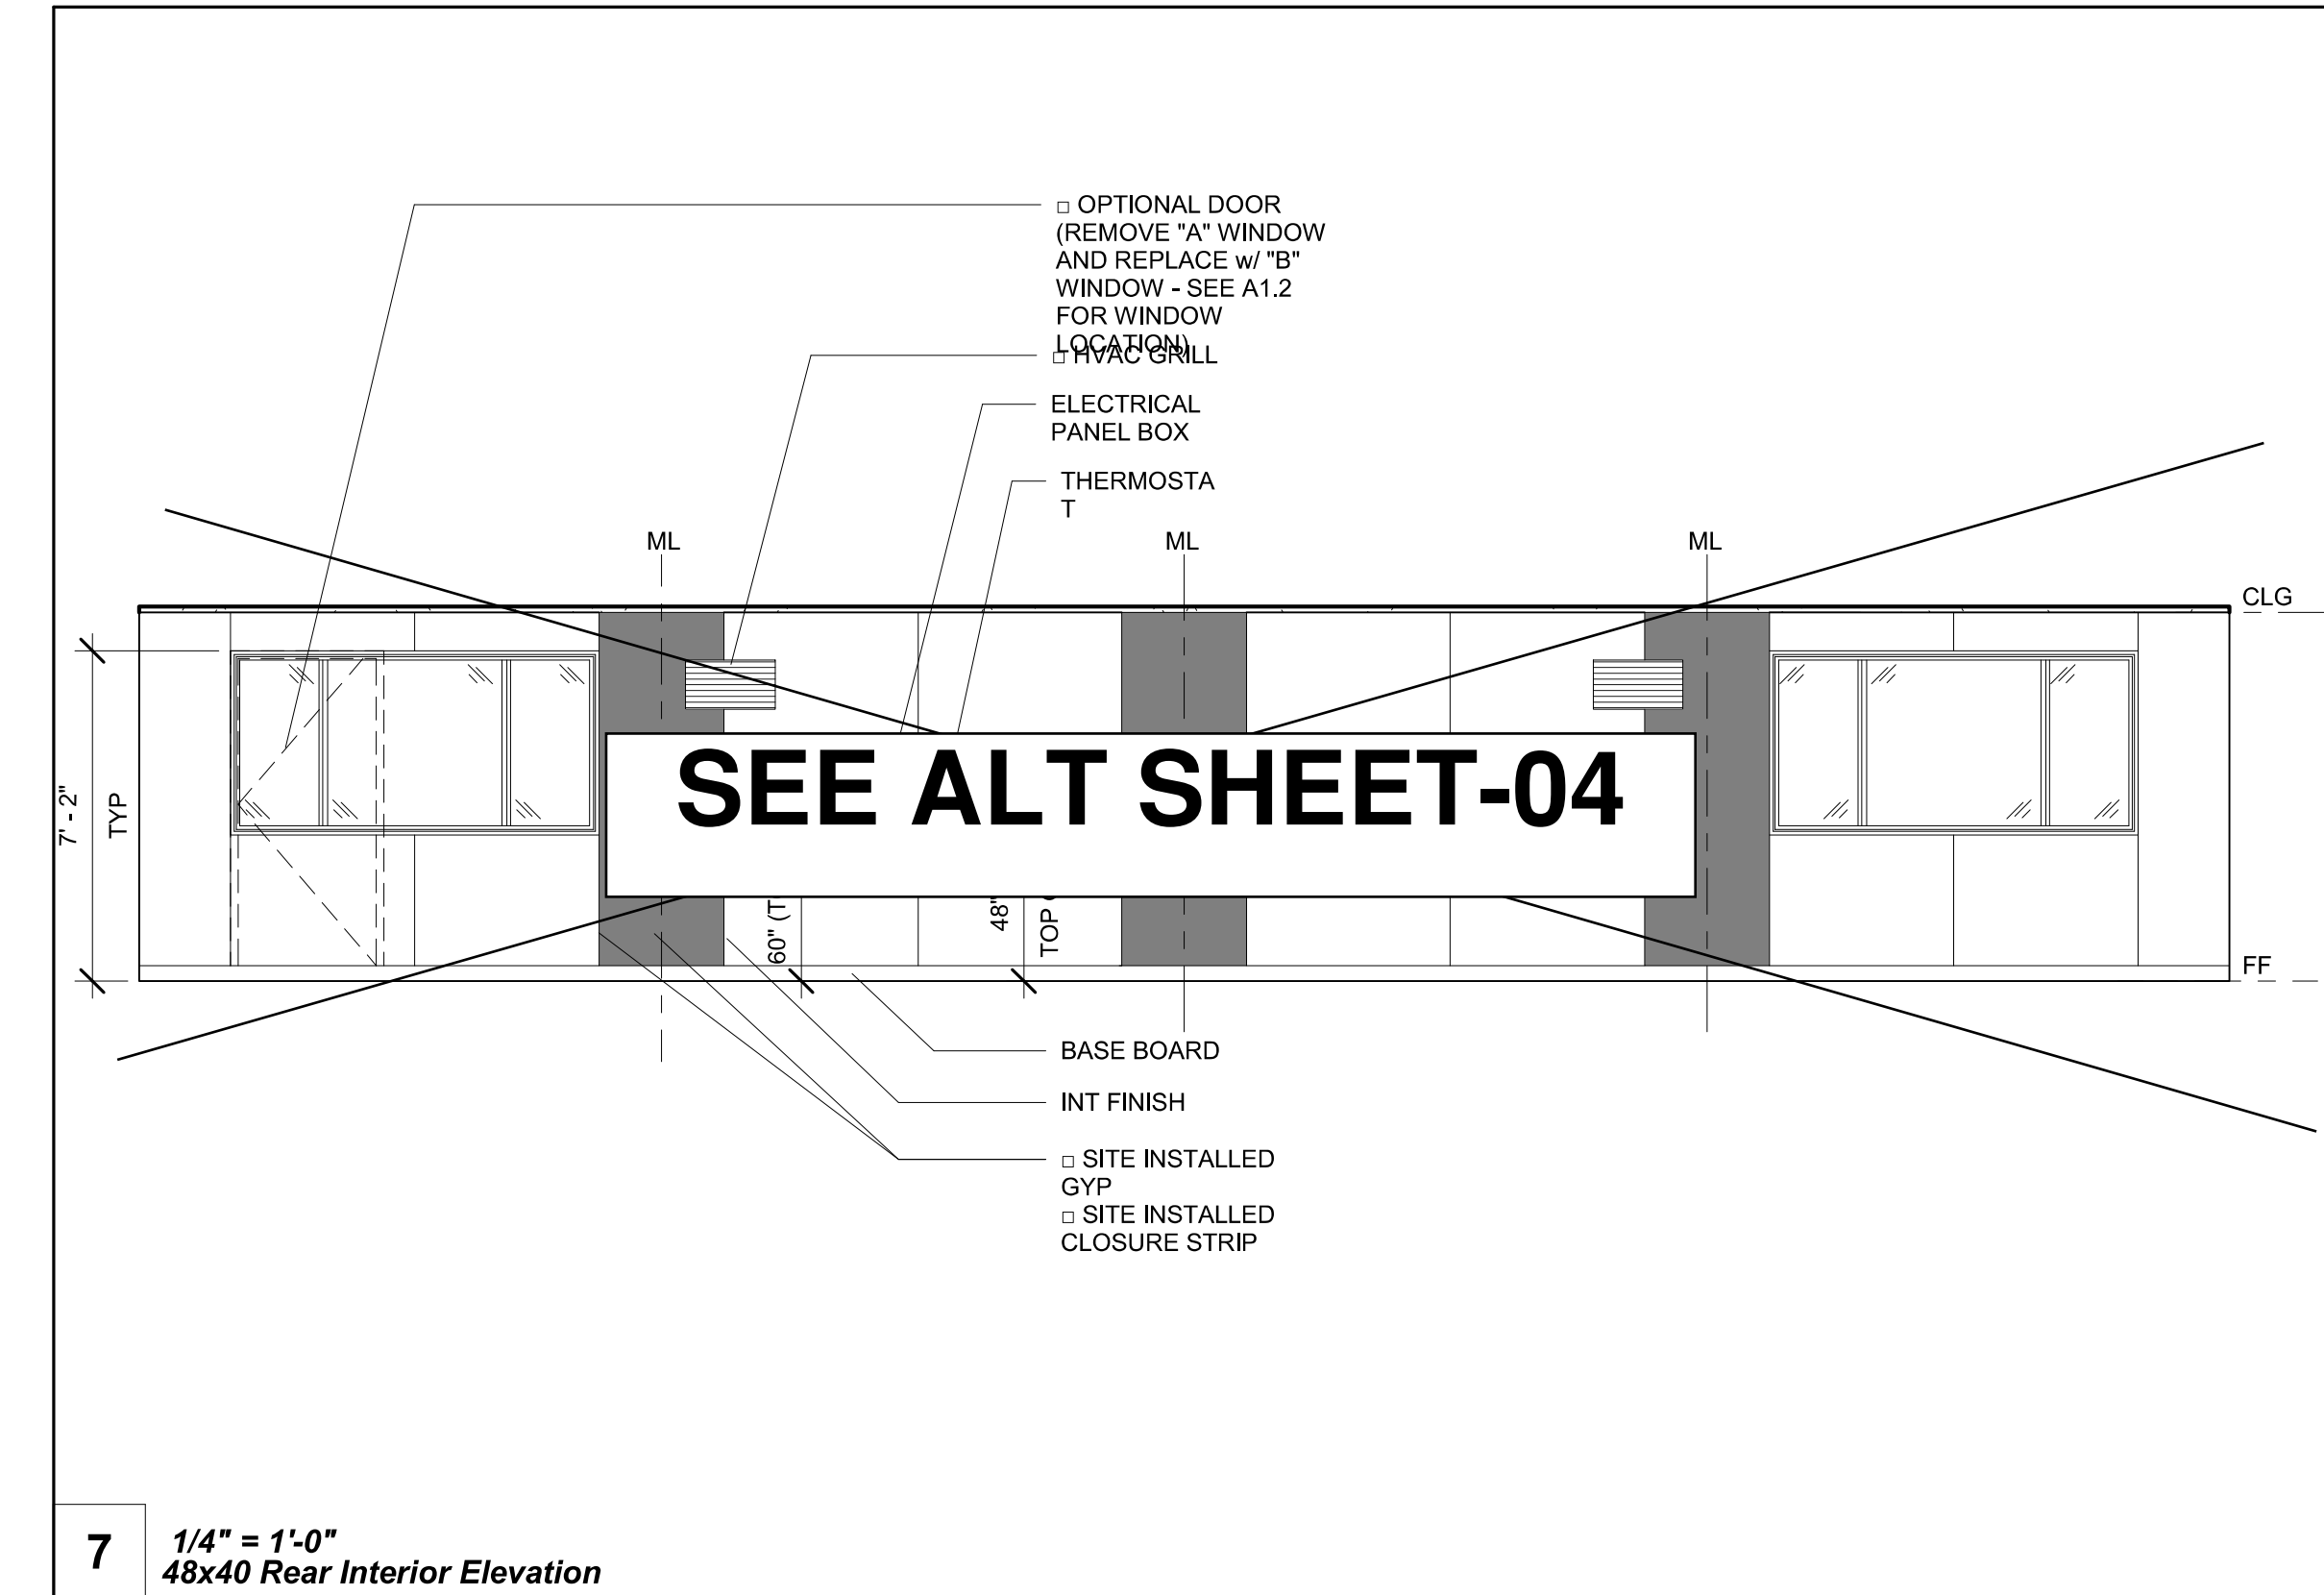 □ OPTIONAL DOOR
(REMOVE "A" WINDOW
AND REPLACE w/ "B"
WINDOW - SEE A1.2
FOR WINDOW
LOCATION)
□ HVAC GRILL
ELECTRICAL
PANEL BOX
THERMOSTA
T
ML
ML
ML
CLG
7' - 2"
TYP
SEE ALT SHEET-04
60"
48"
TOP
FF
BASE BOARD
INT FINISH
□ SITE INSTALLED
GYP
□ SITE INSTALLED
CLOSURE STRIP
7
1/4" = 1'-0"
48x40 Rear Interior Elevation